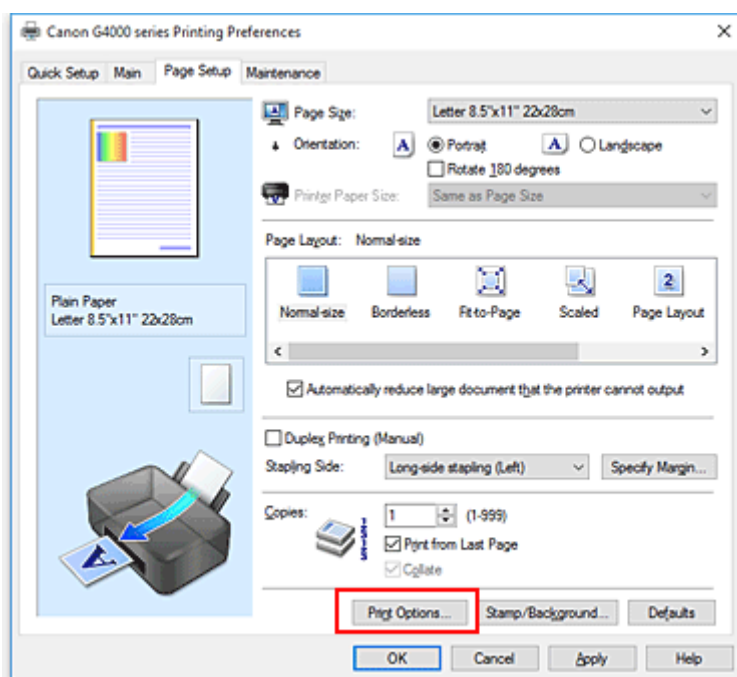 Canon G4000 series Printing Preferences
Quick Setup Main Page Setup Maintenance
Page Size: Letter 8.5"x11" 22x28cm
Orientation: A Portrait A Landscape
Rotate 180 degrees
Printer Paper Size: Same as Page Size
Page Layout: Normal-size
2
Normal-size Borderless Fit-to-Page Scaled Page Layout
Plain Paper
Letter 8.5"x11" 22x28cm
Automatically reduce large document that the printer cannot output
Duplex Printing (Manual)
Stapling Side: Long-side stapling (Left) Specify Margin...
Copies: 1 (1-999)
Print from Last Page
Collate
A
Print Options... Stamp/Background... Defaults
OK Cancel Apply Help